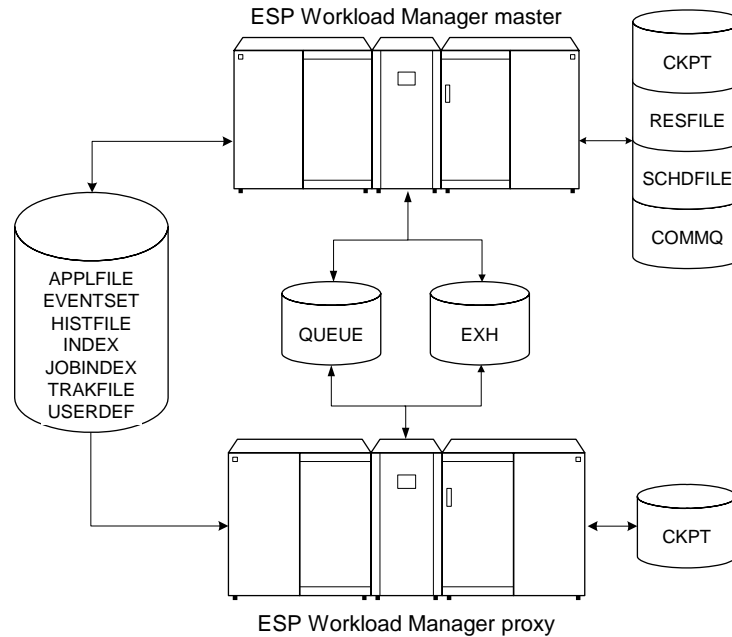 ESP Workload Manager master
CKPT
RESFILE
SCHDFILE
COMMQ
APPLFILE
EVENTSET
HISTFILE
INDEX
JOBINDEX
TRAKFILE
USERDEF
QUEUE
EXH
CKPT
ESP Workload Manager proxy